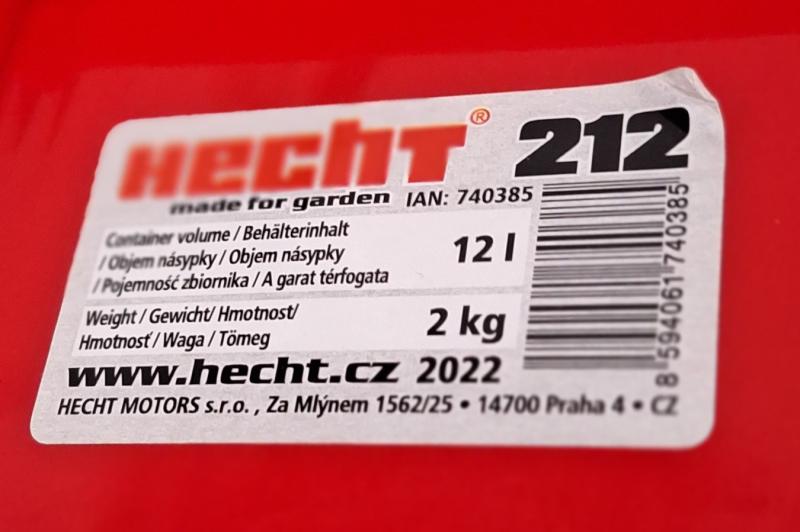 HECHT® 212
made for garden IAN: 740385
Container volume / Behälterinhalt
/ Objem násypky / Objem násypky
/ Pojemność zbiornika / A garat térfogata
12 l
Weight / Gewicht/ Hmotnost/
Hmotnosť / Waga / Tömeg
2 kg
www.hecht.cz 2022
HECHT MOTORS s.r.o. , Za Mlýnem 1562/25 • 14700 Praha 4 • CZ
8 594061 740385